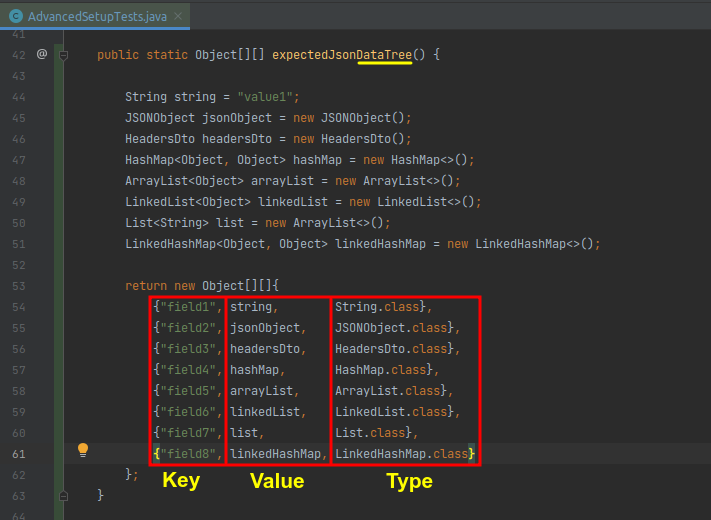 AdvancedSetupTests.java
41
42 @ public static Object[][] expectedJsonDataTree() {
43
44 String string = "value1";
45 JSONObject jsonObject = new JSONObject();
46 HeadersDto headersDto = new HeadersDto();
47 HashMap<Object, Object> hashMap = new HashMap<>();
48 ArrayList<Object> arrayList = new ArrayList<>();
49 LinkedList<Object> linkedList = new LinkedList<>();
50 List<String> list = new ArrayList<>();
51 LinkedHashMap<Object, Object> linkedHashMap = new LinkedHashMap<>();
52
53 return new Object[][]{
54 {"field1", string, String.class},
55 {"field2", jsonObject, JSONObject.class},
56 {"field3", headersDto, HeadersDto.class},
57 {"field4", hashMap, HashMap.class},
58 {"field5", arrayList, ArrayList.class},
59 {"field6", linkedList, LinkedList.class},
60 {"field7", list, List.class},
61 {"field8", linkedHashMap, LinkedHashMap.class}
62 };
Key Value Type
63 }
64